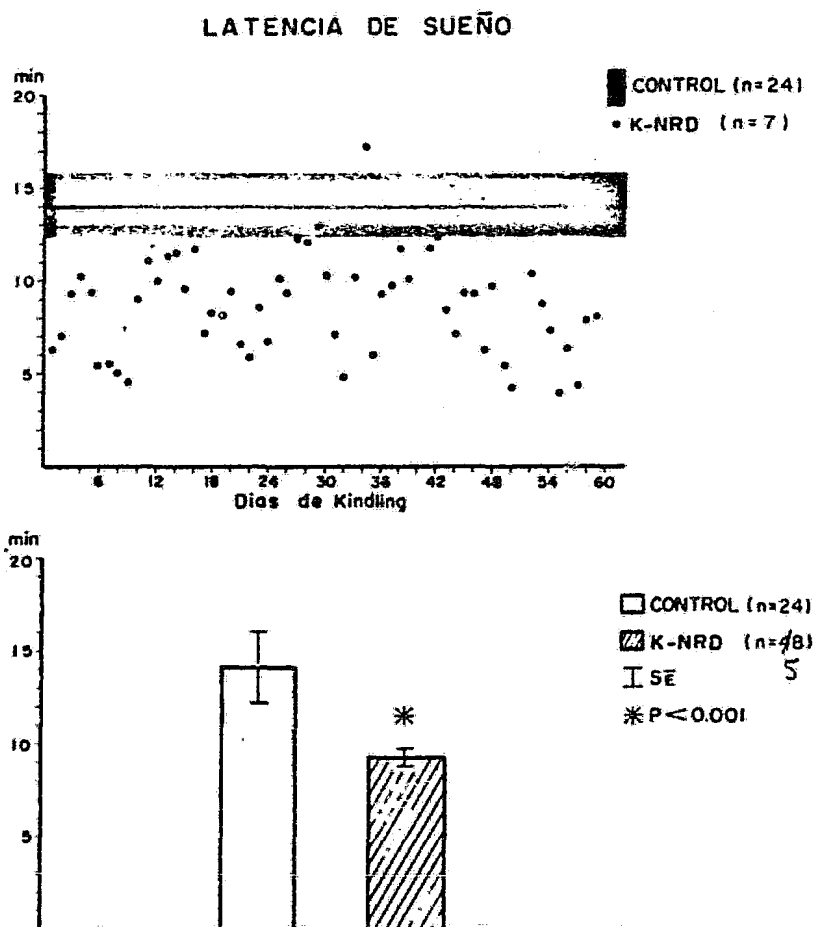 LATENCIA DE SUEÑO
min
CONTROL (n=24)
K-NRD (n=7)
20
15
10
5
6 12 18 24 30 36 42 48 54 60
Dias de Kindling
min
20
15
10
5
CONTROL (n=24)
K-NRD (n=48)
5
SE
P<0.001